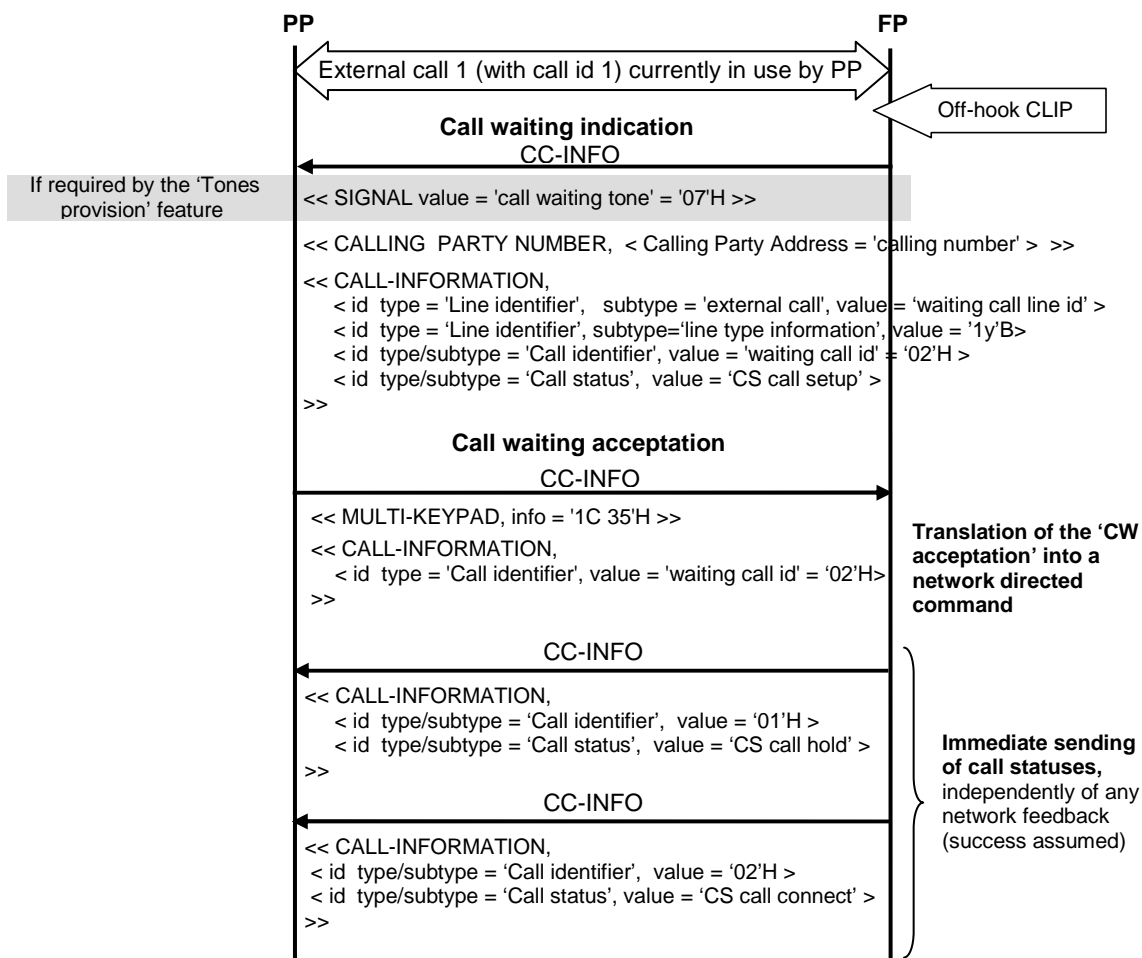 PP
FP
External call 1 (with call id 1) currently in use by PP
Off-hook CLIP
Call waiting indication
CC-INFO
If required by the ‘Tones
provision’ feature
<< SIGNAL value = 'call waiting tone' = '07'H >>
<< CALLING PARTY NUMBER, < Calling Party Address = 'calling number' > >>
<< CALL-INFORMATION,
< id type = 'Line identifier', subtype = 'external call', value = ‘waiting call line id’ >
< id type = ‘Line identifier’, subtype=‘line type information’, value = '1y’B>
< id type/subtype = 'Call identifier', value = 'waiting call id' = ‘02’H >
< id type/subtype = ‘Call status’, value = ‘CS call setup’ >
>>
Call waiting acceptation
CC-INFO
<< MULTI-KEYPAD, info = '1C 35'H >>
<< CALL-INFORMATION,
< id type = 'Call identifier', value = 'waiting call id' = ‘02’H>
>>
Translation of the ‘CW
acceptation’ into a
network directed
command
CC-INFO
<< CALL-INFORMATION,
< id type/subtype = ‘Call identifier’, value = ‘01’H >
< id type/subtype = ‘Call status’, value = ‘CS call hold’ >
>>
Immediate sending
of call statuses,
independently of any
network feedback
(success assumed)
CC-INFO
<< CALL-INFORMATION,
< id type/subtype = ‘Call identifier’, value = ‘02’H >
< id type/subtype = ‘Call status’, value = ‘CS call connect’ >
>>